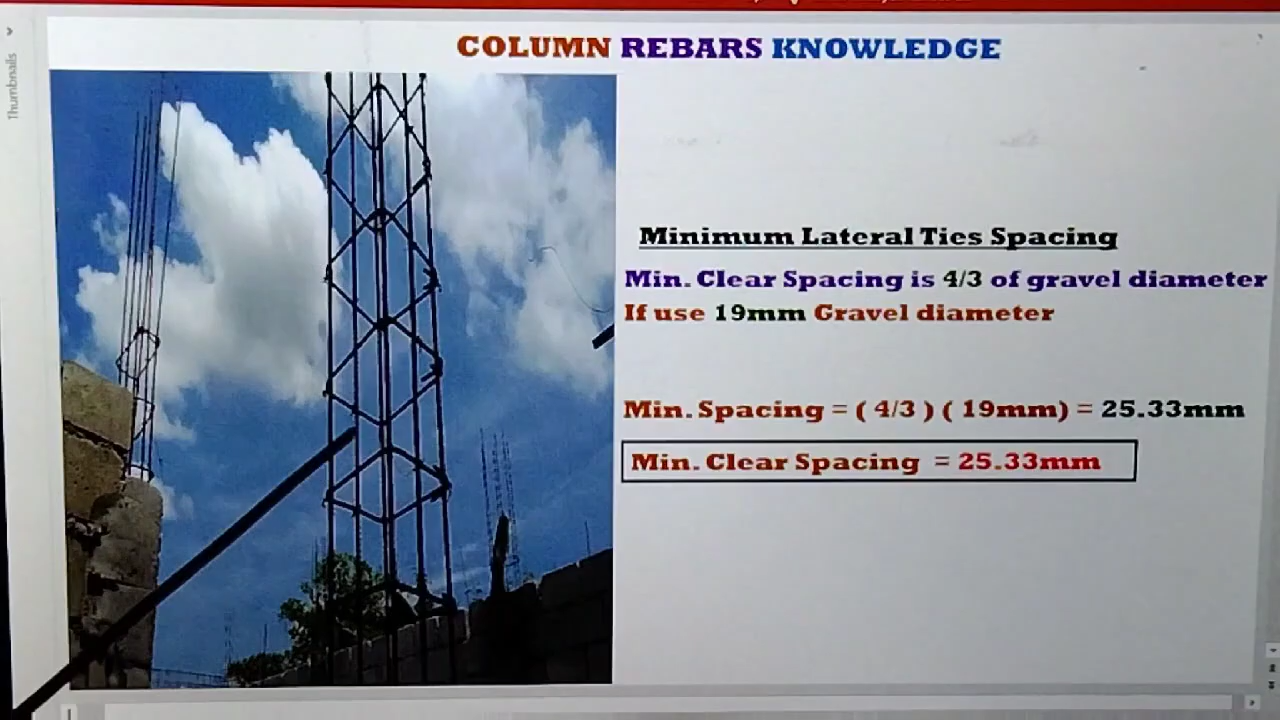 COLUMN REBARS KNOWLEDGE
Thumbnails
Minimum Lateral Ties Spacing
Min. Clear Spacing is 4/3 of gravel diameter
If use 19mm Gravel diameter
Min. Spacing = ( 4/3 ) ( 19mm) = 25.33mm
Min. Clear Spacing = 25.33mm